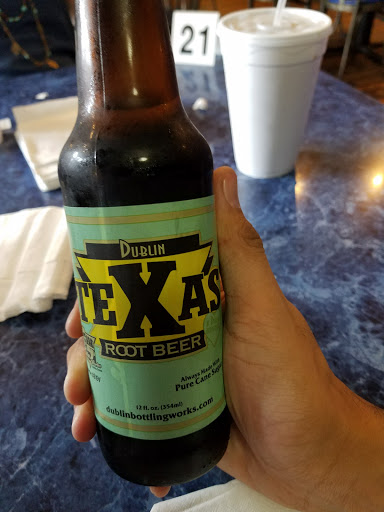 21
DUBLIN
TEXAS
ROOT BEER
Always Made With
Pure Cane Sugar
12 fl. oz. (354ml)
dublinbottlingworks.com